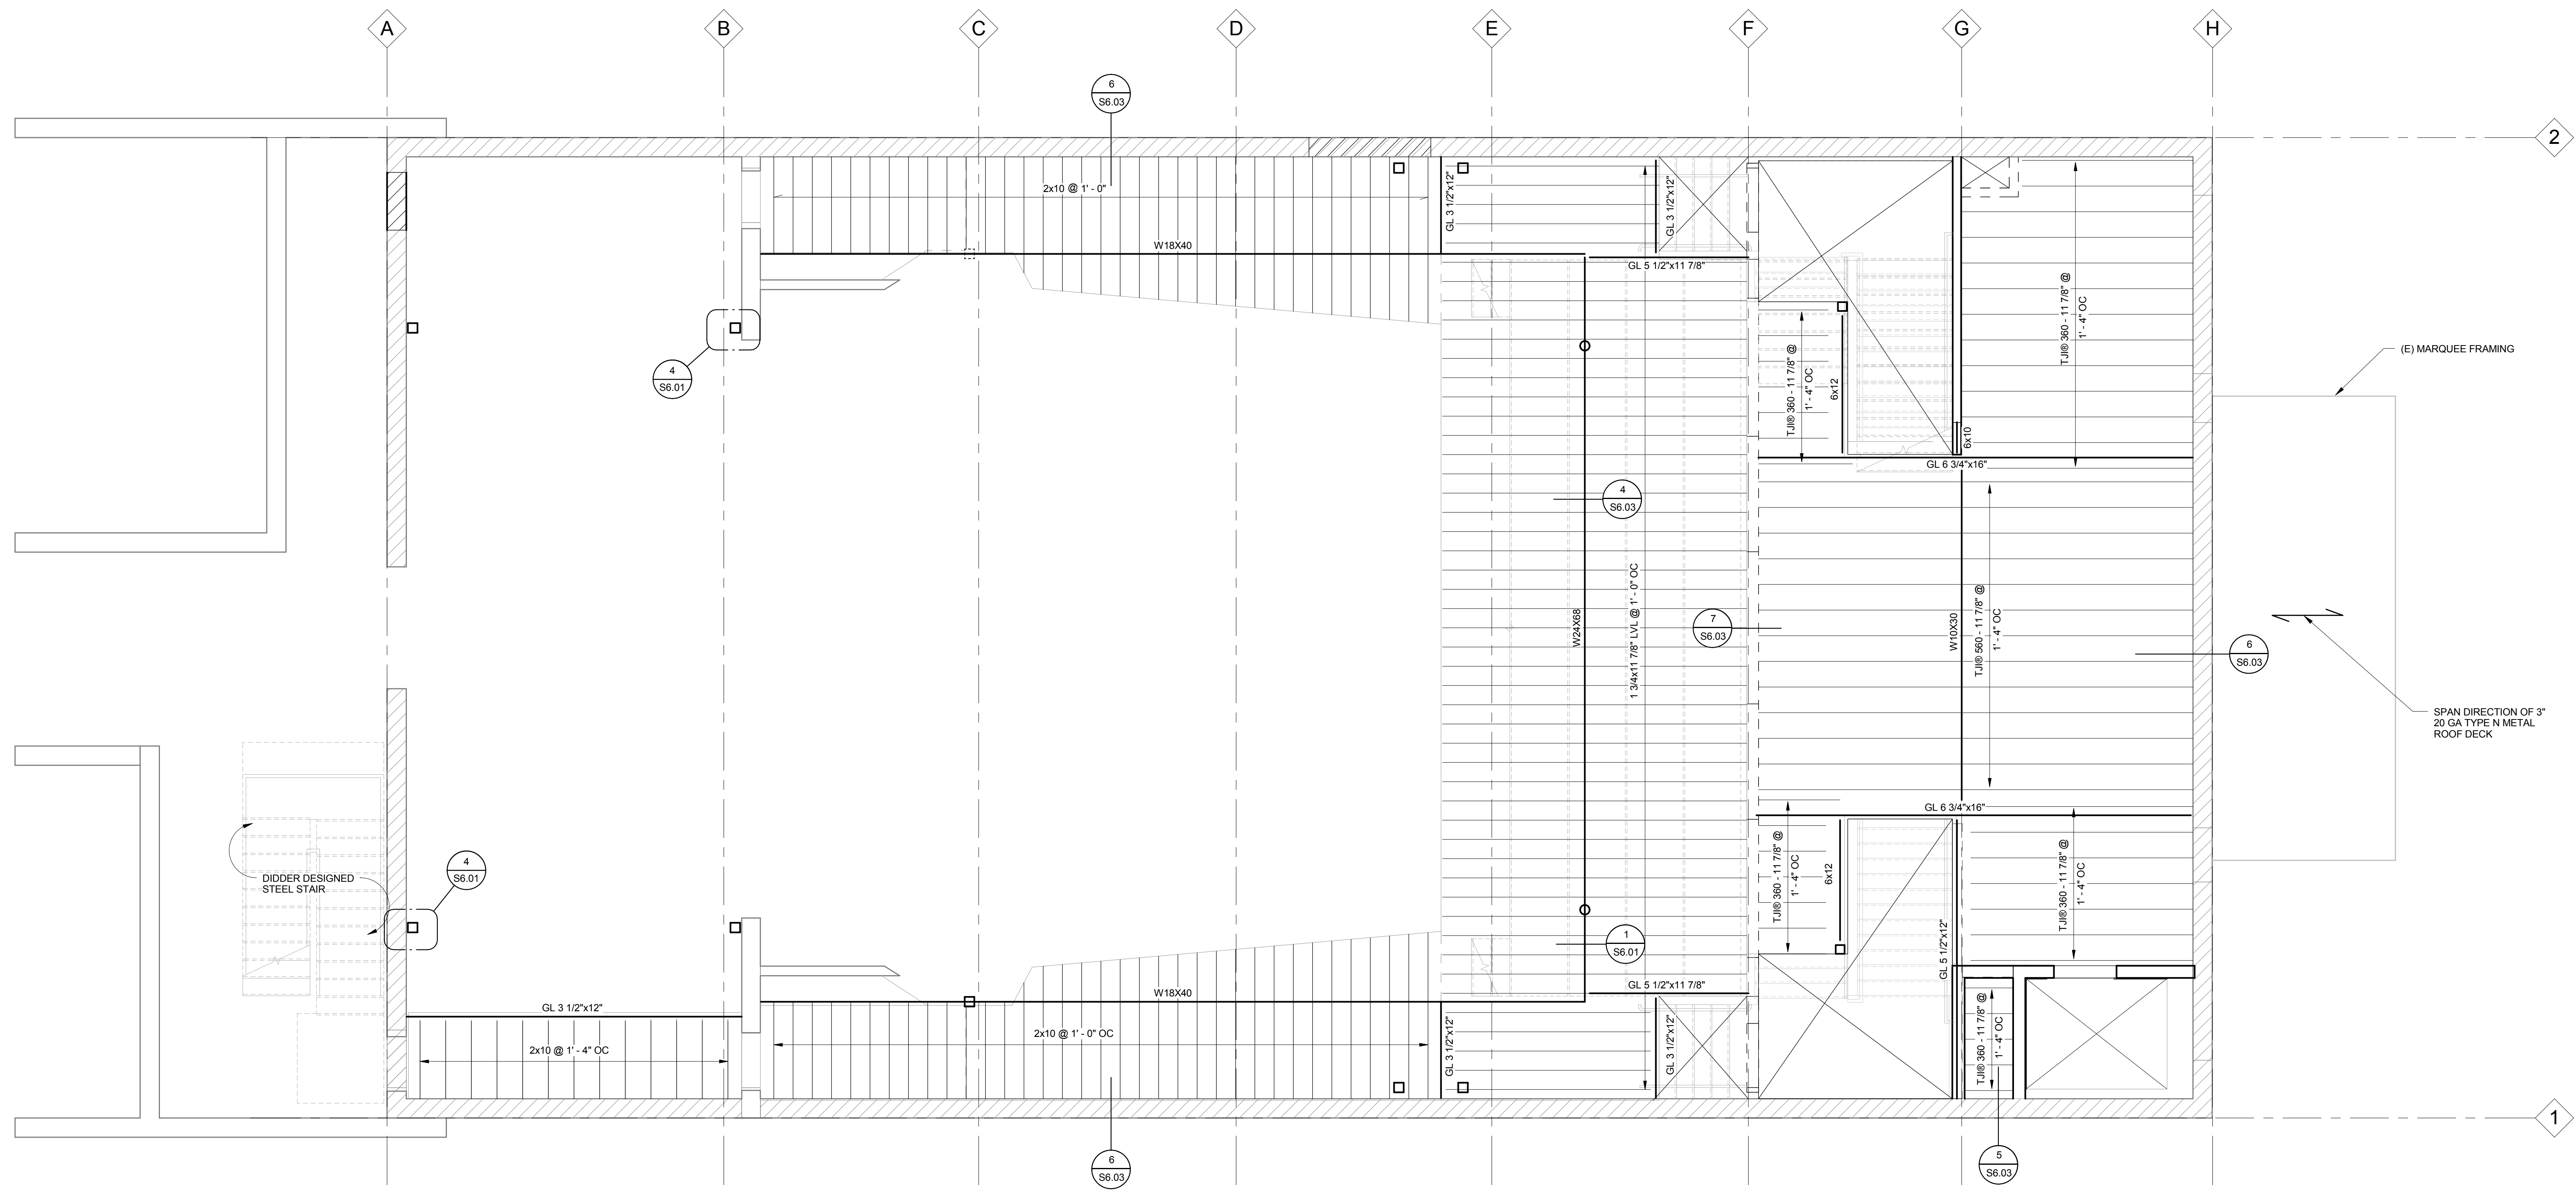 A
B
C
D
E
F
G
H
6
S6.03
2
2x10 @ 1' - 0"
GL 3 1/2"x12"
GL 3 1/2"x12"
W18X40
GL 5 1/2"x11 7/8"
TJI® 360 - 11 7/8" @
1' - 4" OC
TJI® 360 - 11 7/8" @
1' - 4" OC
6x12
(E) MARQUEE FRAMING
4
S6.01
6x10
GL 6 3/4"x16"
4
S6.03
W24X68
1 3/4x11 7/8" LVL @ 1' - 0" OC
7
S6.03
W10X30
TJI® 560 - 11 7/8" @
1' - 4" OC
6
S6.03
SPAN DIRECTION OF 3"
20 GA TYPE N METAL
ROOF DECK
GL 6 3/4"x16"
TJI® 360 - 11 7/8" @
1' - 4" OC
6x12
TJI® 360 - 11 7/8" @
1' - 4" OC
4
S6.01
DIDDER DESIGNED
STEEL STAIR
1
S6.01
GL 5 1/2"x12"
GL 5 1/2"x11 7/8"
W18X40
GL 3 1/2"x12"
2x10 @ 1' - 4" OC
2x10 @ 1' - 0" OC
GL 3 1/2"x12"
GL 3 1/2"x12"
TJI® 360 - 11 7/8" @
1' - 4" OC
1
6
S6.03
5
S6.03